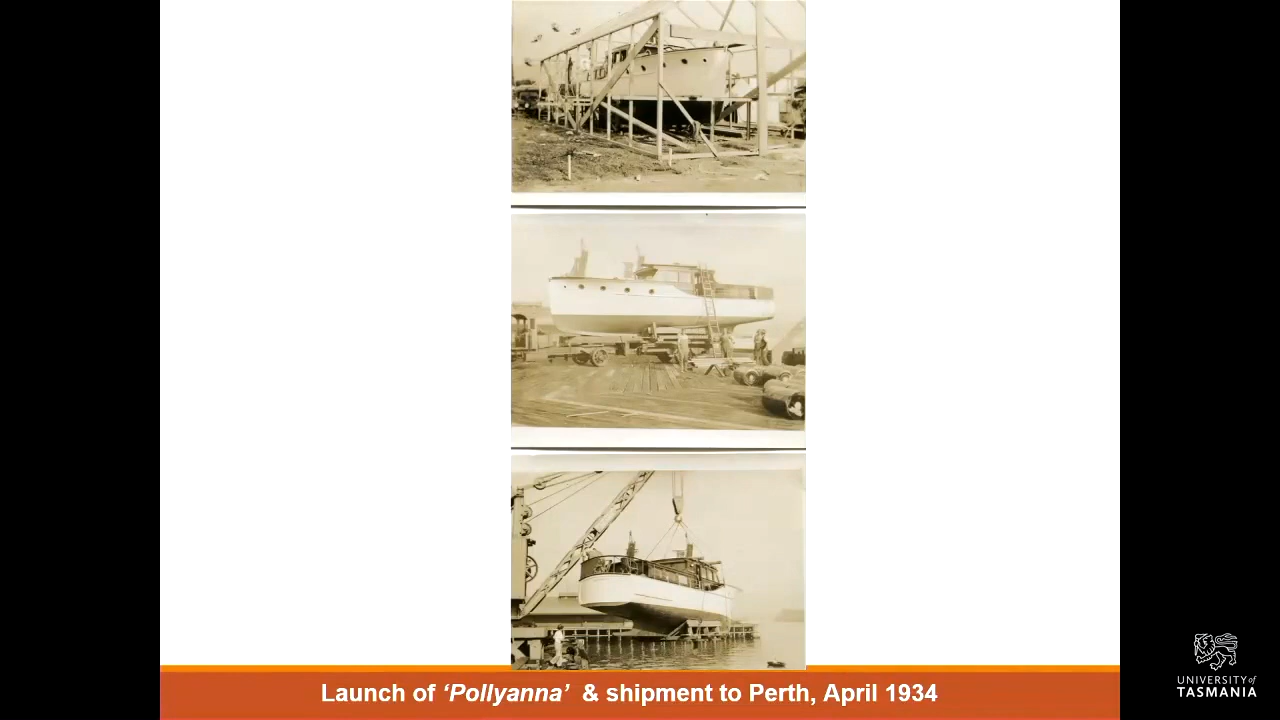 Launch of ‘Pollyanna’ & shipment to Perth, April 1934
UNIVERSITY of
TASMANIA